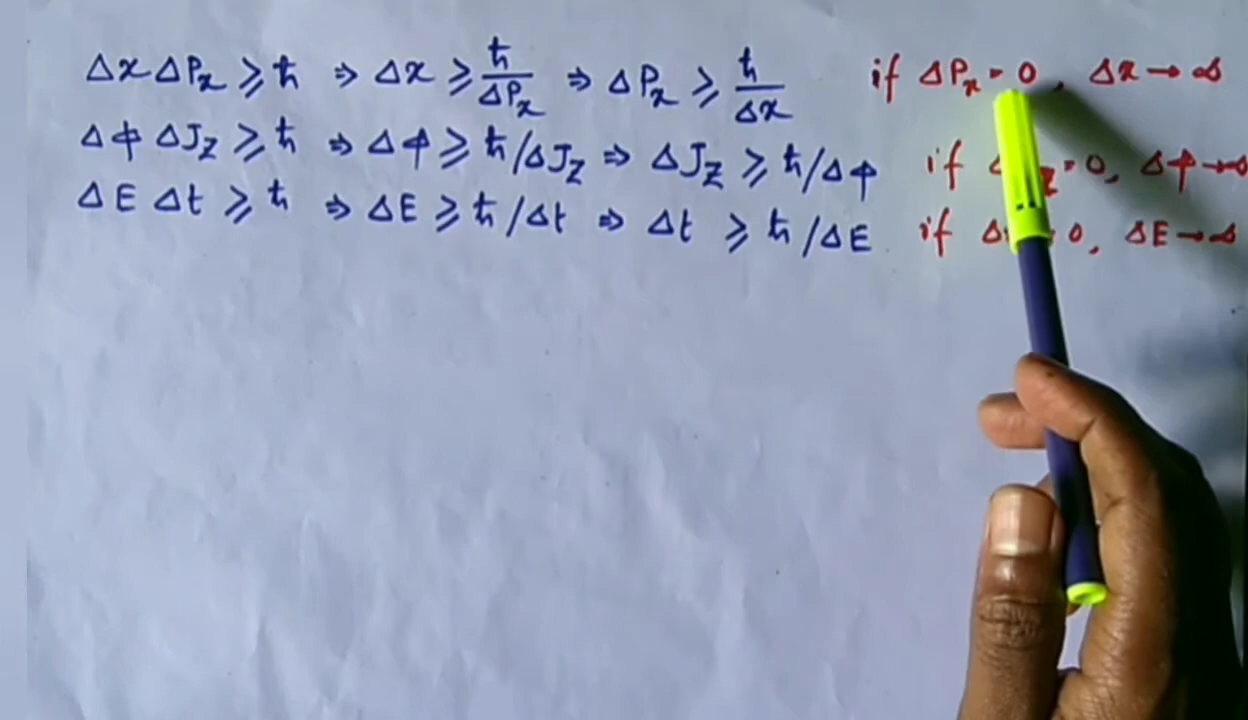 Δx ΔPx ≥ ħ ⇒ Δx ≥ ħ/ΔPx ⇒ ΔPx ≥ ħ/Δx if ΔPx = 0, Δx → ∞
Δϕ ΔJz ≥ ħ ⇒ Δϕ ≥ ħ/ΔJz ⇒ ΔJz ≥ ħ/Δϕ if Δ z = 0, Δϕ → ∞
ΔE Δt ≥ ħ ⇒ ΔE ≥ ħ/Δt ⇒ Δt ≥ ħ/ΔE if Δ 0, ΔE → ∞